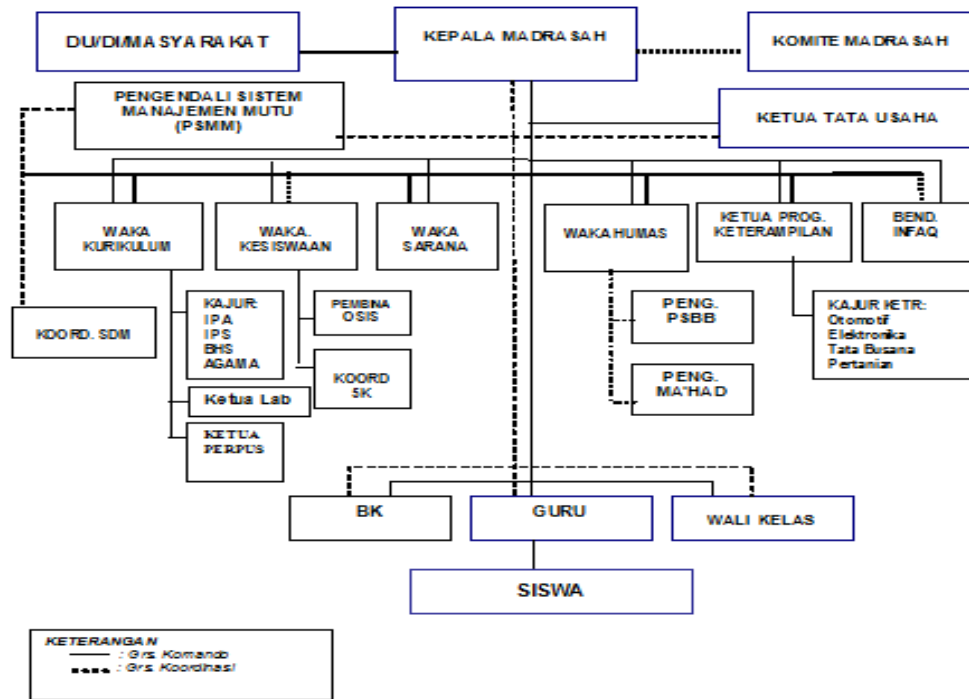 DU/DI/MASYARAKAT
KEPALA MADRASAH
KOMITE MADRASAH
PENGENDALI SISTEM
MANAJEMEN MUTU
(PSMM)
KETUA TATA USAHA
WAKA
KURIKULUM
WAKA.
KESISWAAN
WAKA
SARANA
WAKA HUMAS
KETUA PROG.
KETERAMPILAN
BEND.
INFAQ
KOORD. SDM
KAJUR:
IPA
IPS
BHS
AGAMA
PEMBINA
OSIS
KOORD
5K
Ketua Lab
KETUA
PERPUS
PENG.
PSBB
PENG.
MA'HAD
KAJUR KETR:
Otomotif
Elektronika
Tata Busana
Pertanian
BK
GURU
WALI KELAS
SISWA
KETERANGAN
: Grs. Komando
: Grs. Koordinasi